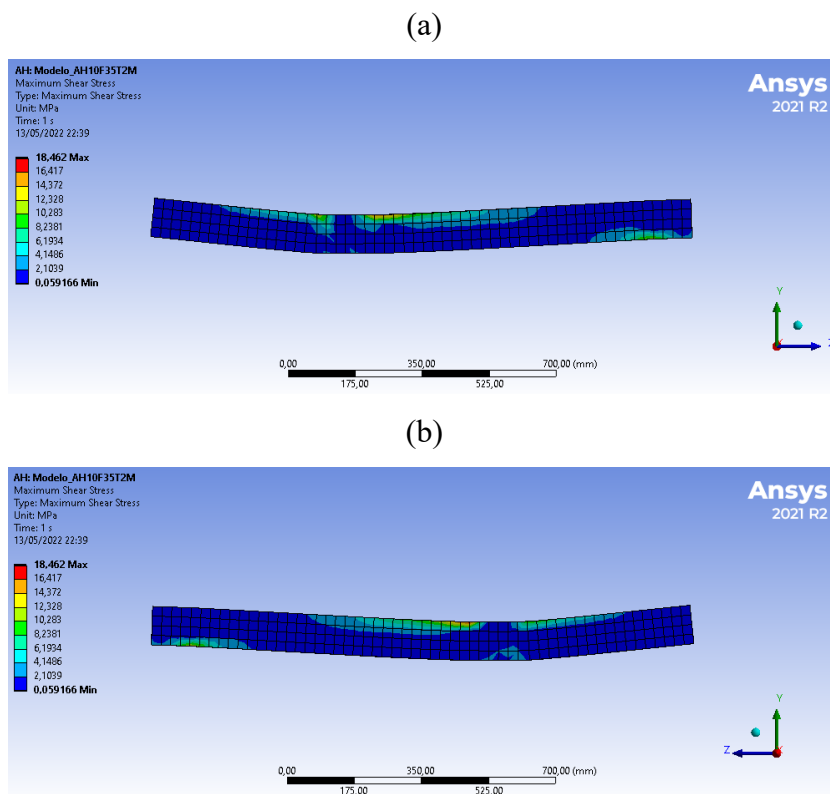 (a)
AH: Modelo_AH10F35T2M
Maximum Shear Stress
Type: Maximum Shear Stress
Unit: MPa
Time: 1 s
13/05/2022 22:39
Ansys
2021 R2
18,462 Max
16,417
14,372
12,328
10,283
8,2381
6,1934
4,1486
2,1039
0,059166 Min
Y
Z
0,00 350,00 700,00 (mm)
175,00 525,00
(b)
AH: Modelo_AH10F35T2M
Maximum Shear Stress
Type: Maximum Shear Stress
Unit: MPa
Time: 1 s
13/05/2022 22:39
Ansys
2021 R2
18,462 Max
16,417
14,372
12,328
10,283
8,2381
6,1934
4,1486
2,1039
0,059166 Min
Y
Z
0,00 350,00 700,00 (mm)
175,00 525,00